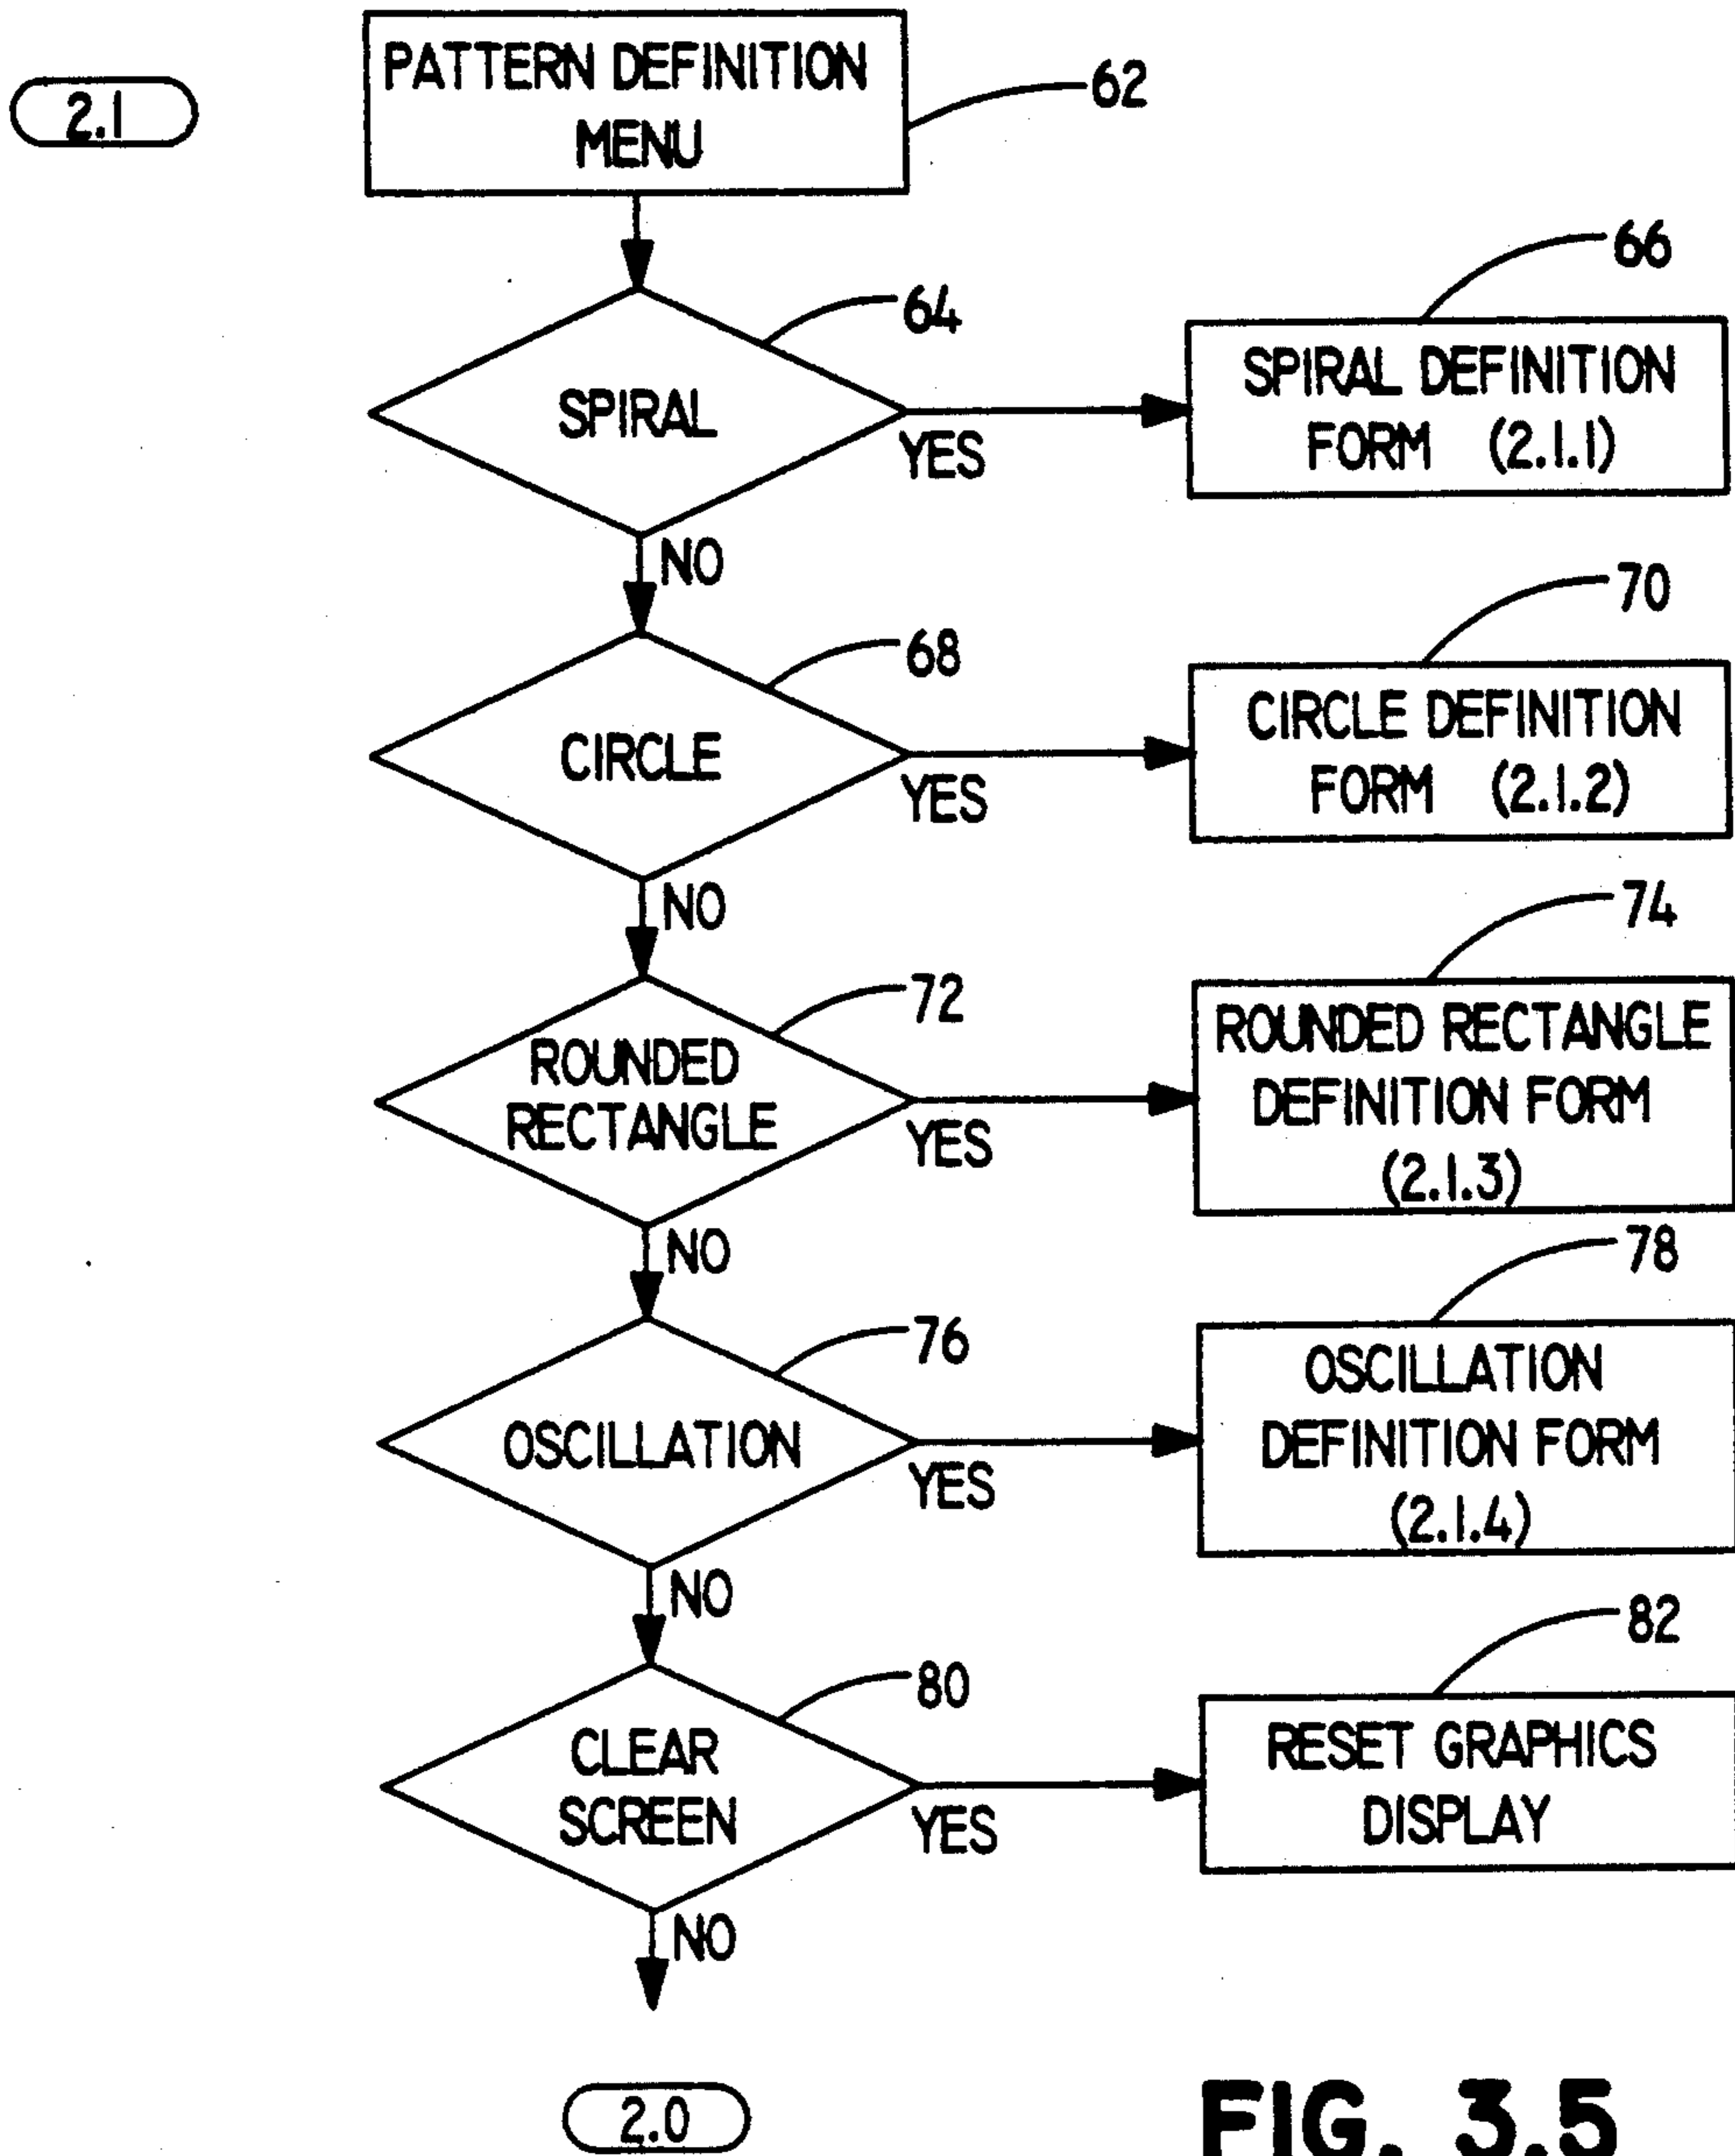 2.1
PATTERN DEFINITION
MENU
62
64
SPIRAL
YES
66
SPIRAL DEFINITION
FORM (2.1.1)
NO
68
CIRCLE
YES
70
CIRCLE DEFINITION
FORM (2.1.2)
NO
72
ROUNDED
RECTANGLE
YES
74
ROUNDED RECTANGLE
DEFINITION FORM
(2.1.3)
NO
76
OSCILLATION
YES
78
OSCILLATION
DEFINITION FORM
(2.1.4)
NO
80
CLEAR
SCREEN
YES
82
RESET GRAPHICS
DISPLAY
NO
2.0
FIG. 3.5